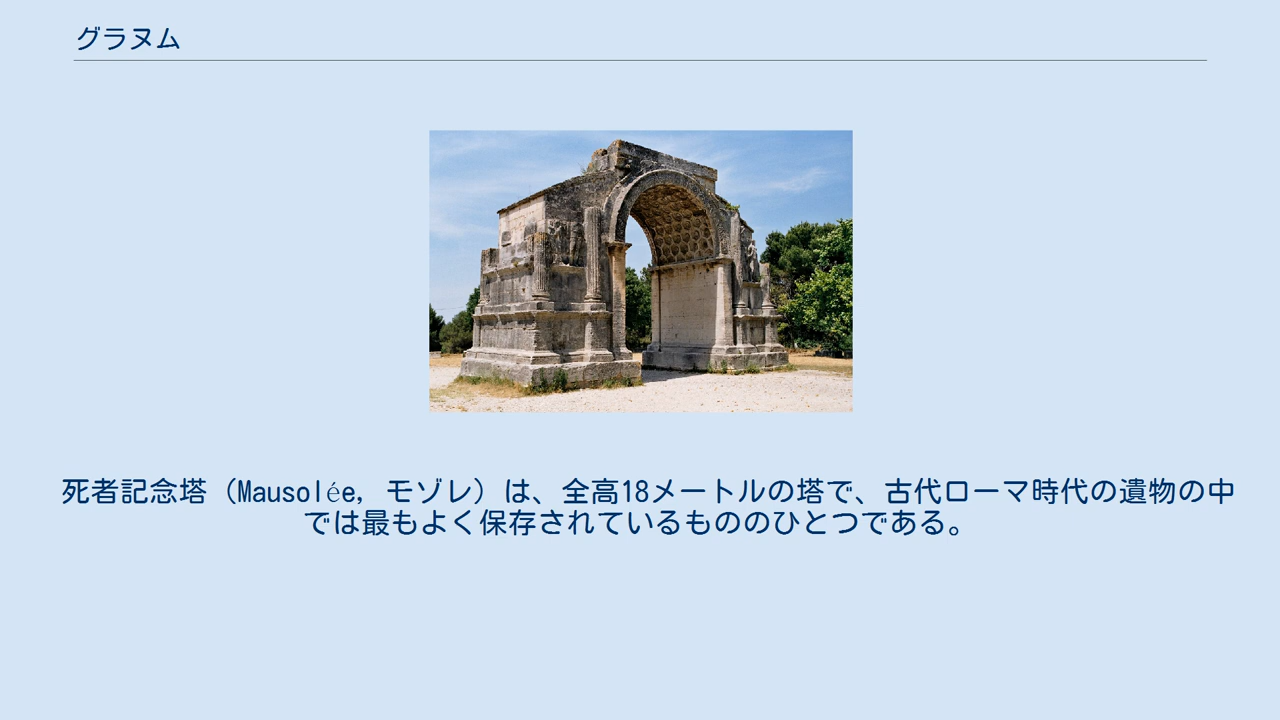 グラヌム
死者記念塔（Mausolée, モゾレ）は、全高18メートルの塔で、古代ローマ時代の遺物の中
では最もよく保存されているもののひとつである。